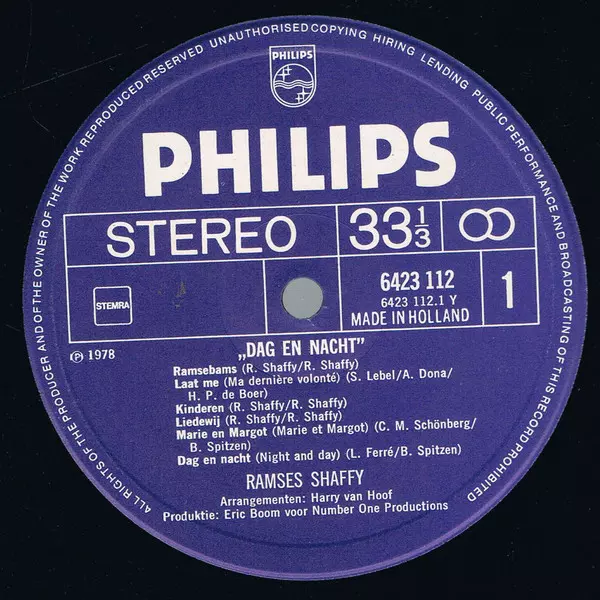 ALL RIGHTS OF THE PRODUCER AND OF THE OWNER OF THE WORK REPRODUCED RESERVED UNAUTHORISED COPYING HIRING LENDING PUBLIC PERFORMANCE AND BROADCASTING OF THIS RECORD PROHIBITED
PHILIPS
PHILIPS
STEREO 33 1/3
STEMRA
6423 112
6423 112.1 Y
MADE IN HOLLAND
1
℗ 1978
„DAG EN NACHT”
Ramsebams (R. Shaffy/R. Shaffy)
Laat me (Ma dernière volonté) (S. Lebel/A. Dona/
H. P. de Boer)
Kinderen (R. Shaffy/R. Shaffy)
Liedewij (R. Shaffy/R. Shaffy)
Marie en Margot (Marie et Margot) (C. M. Schönberg/
B. Spitzen)
Dag en nacht (Night and day) (L. Ferré/B. Spitzen)
RAMSES SHAFFY
Arrangementen: Harry van Hoof
Produktie: Eric Boom voor Number One Productions